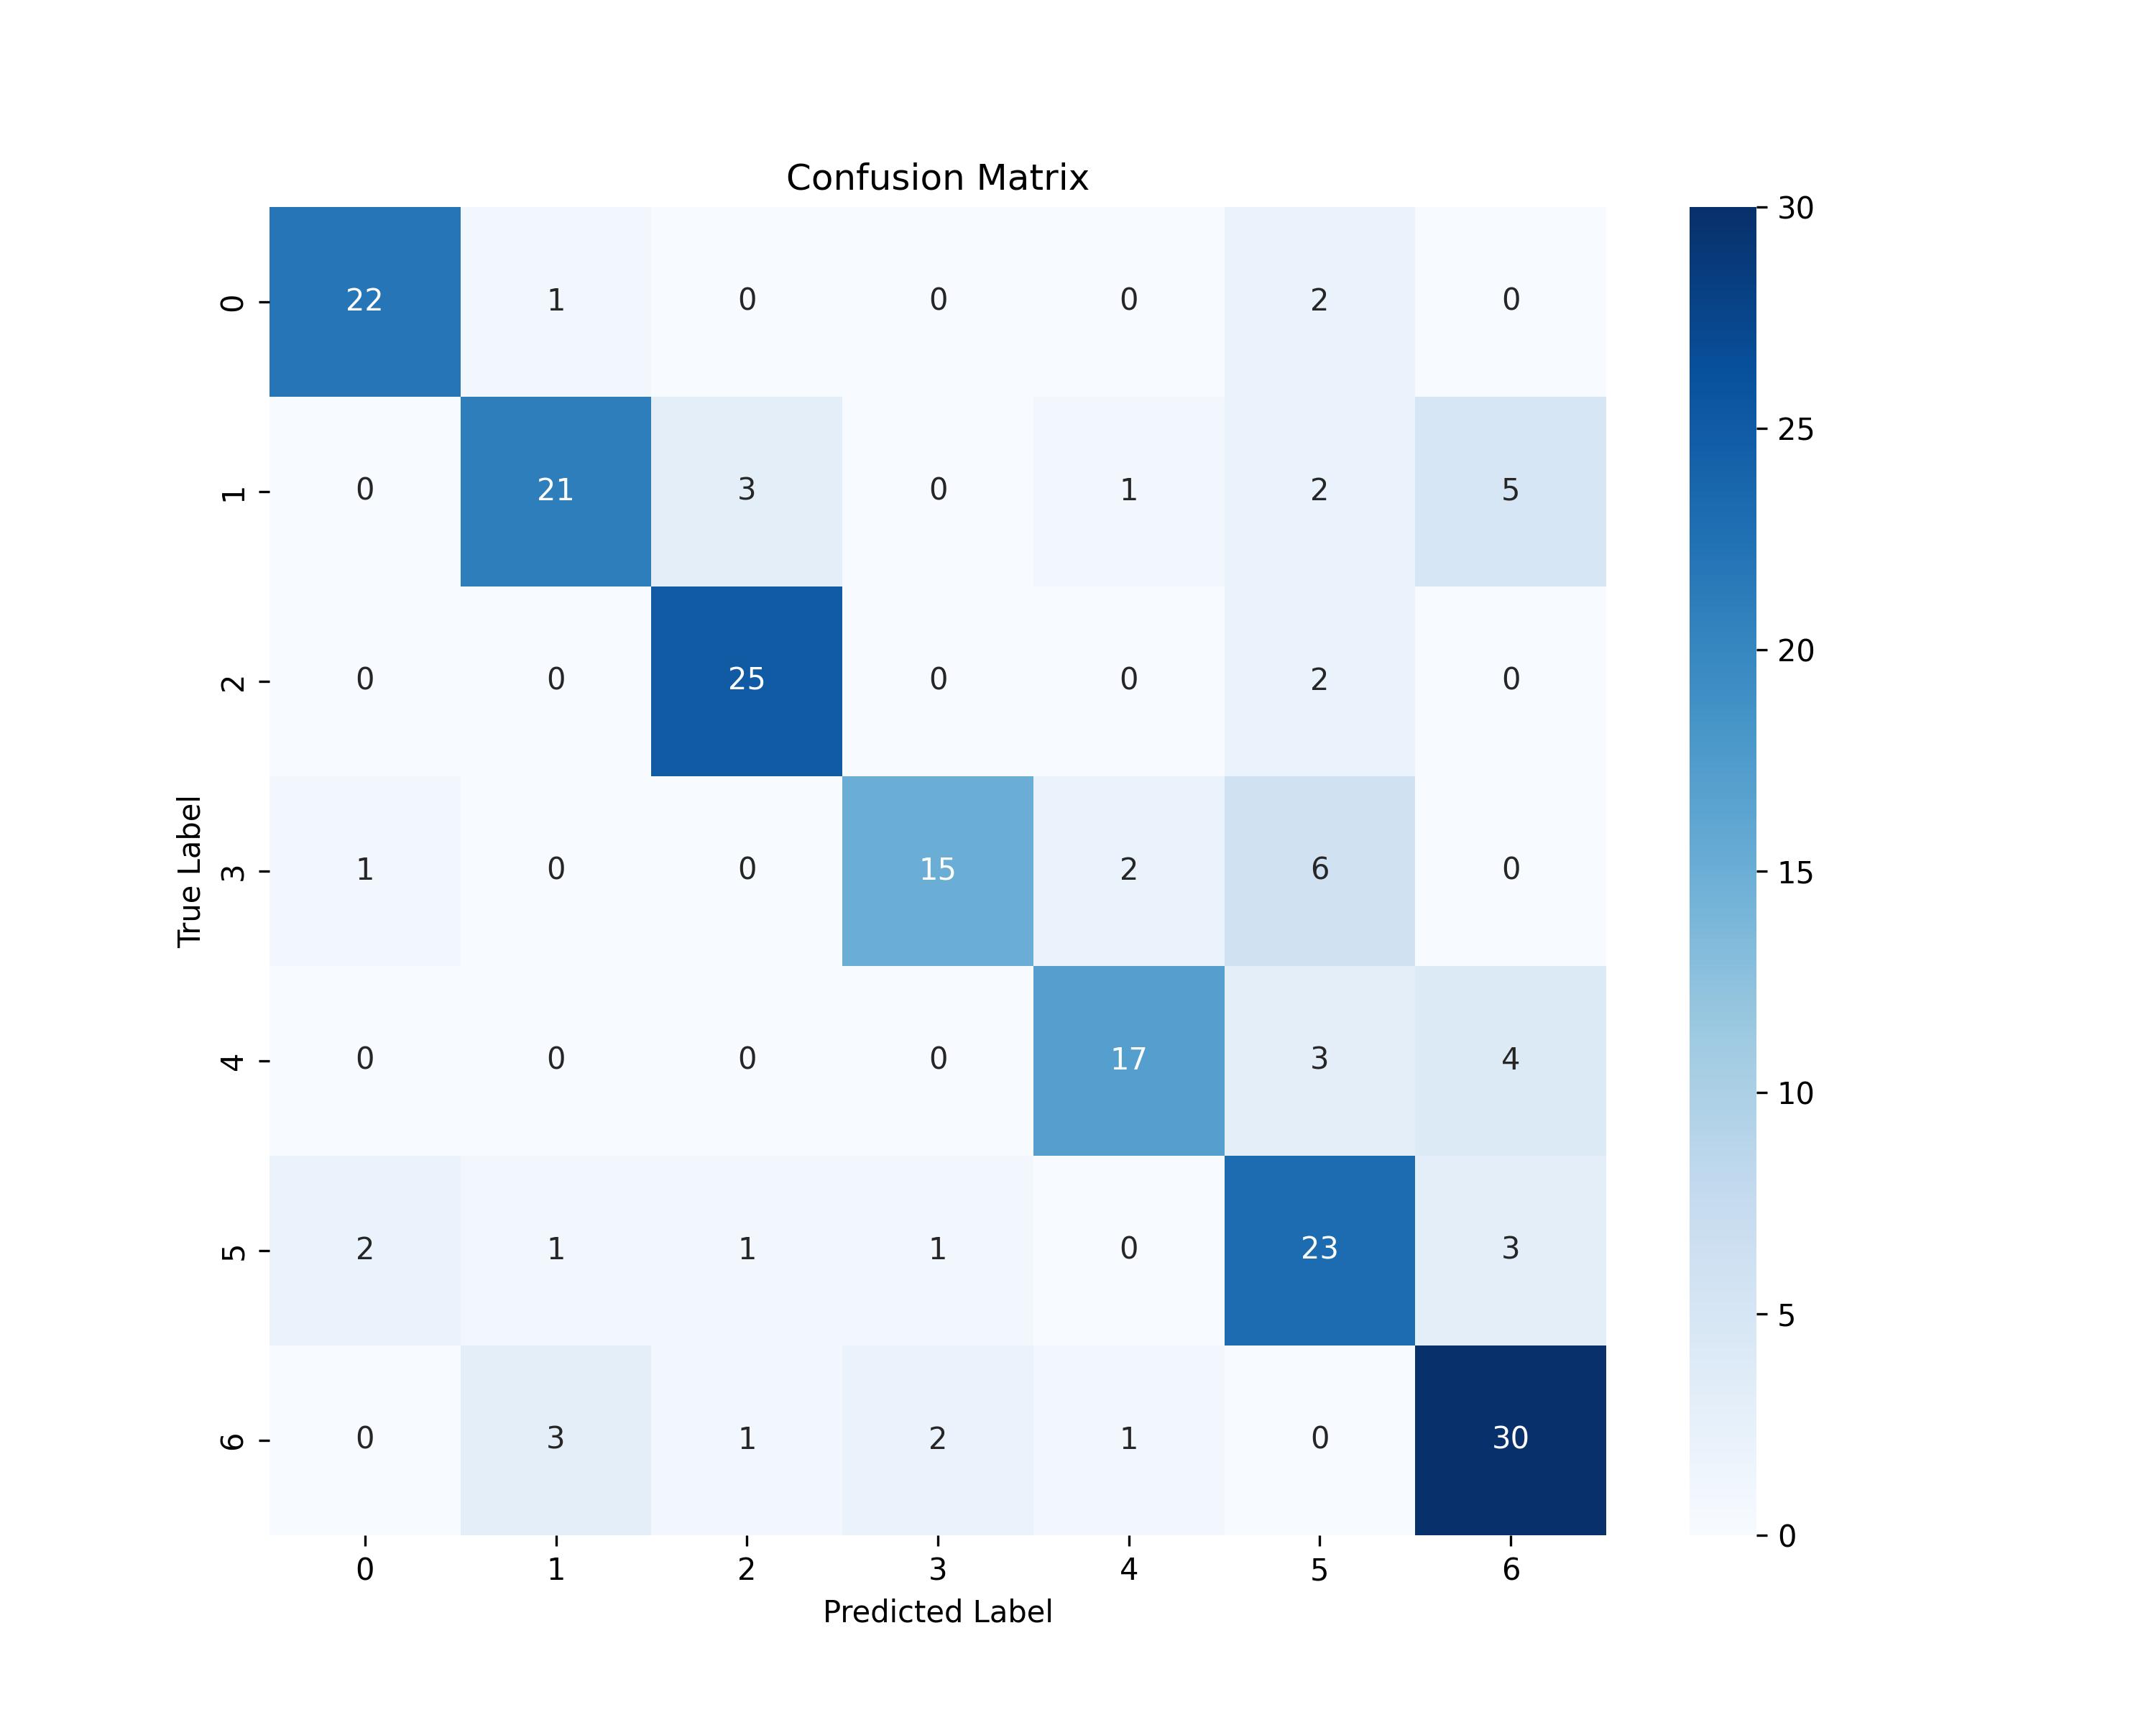 Confusion Matrix
0 22 1 0 0 0 2 0
1 0 21 3 0 1 2 5
2 0 0 25 0 0 2 0
3 1 0 0 15 2 6 0
4 0 0 0 0 17 3 4
5 2 1 1 1 0 23 3
6 0 3 1 2 1 0 30
0 1 2 3 4 5 6
Predicted Label
True Label
30
25
20
15
10
5
0